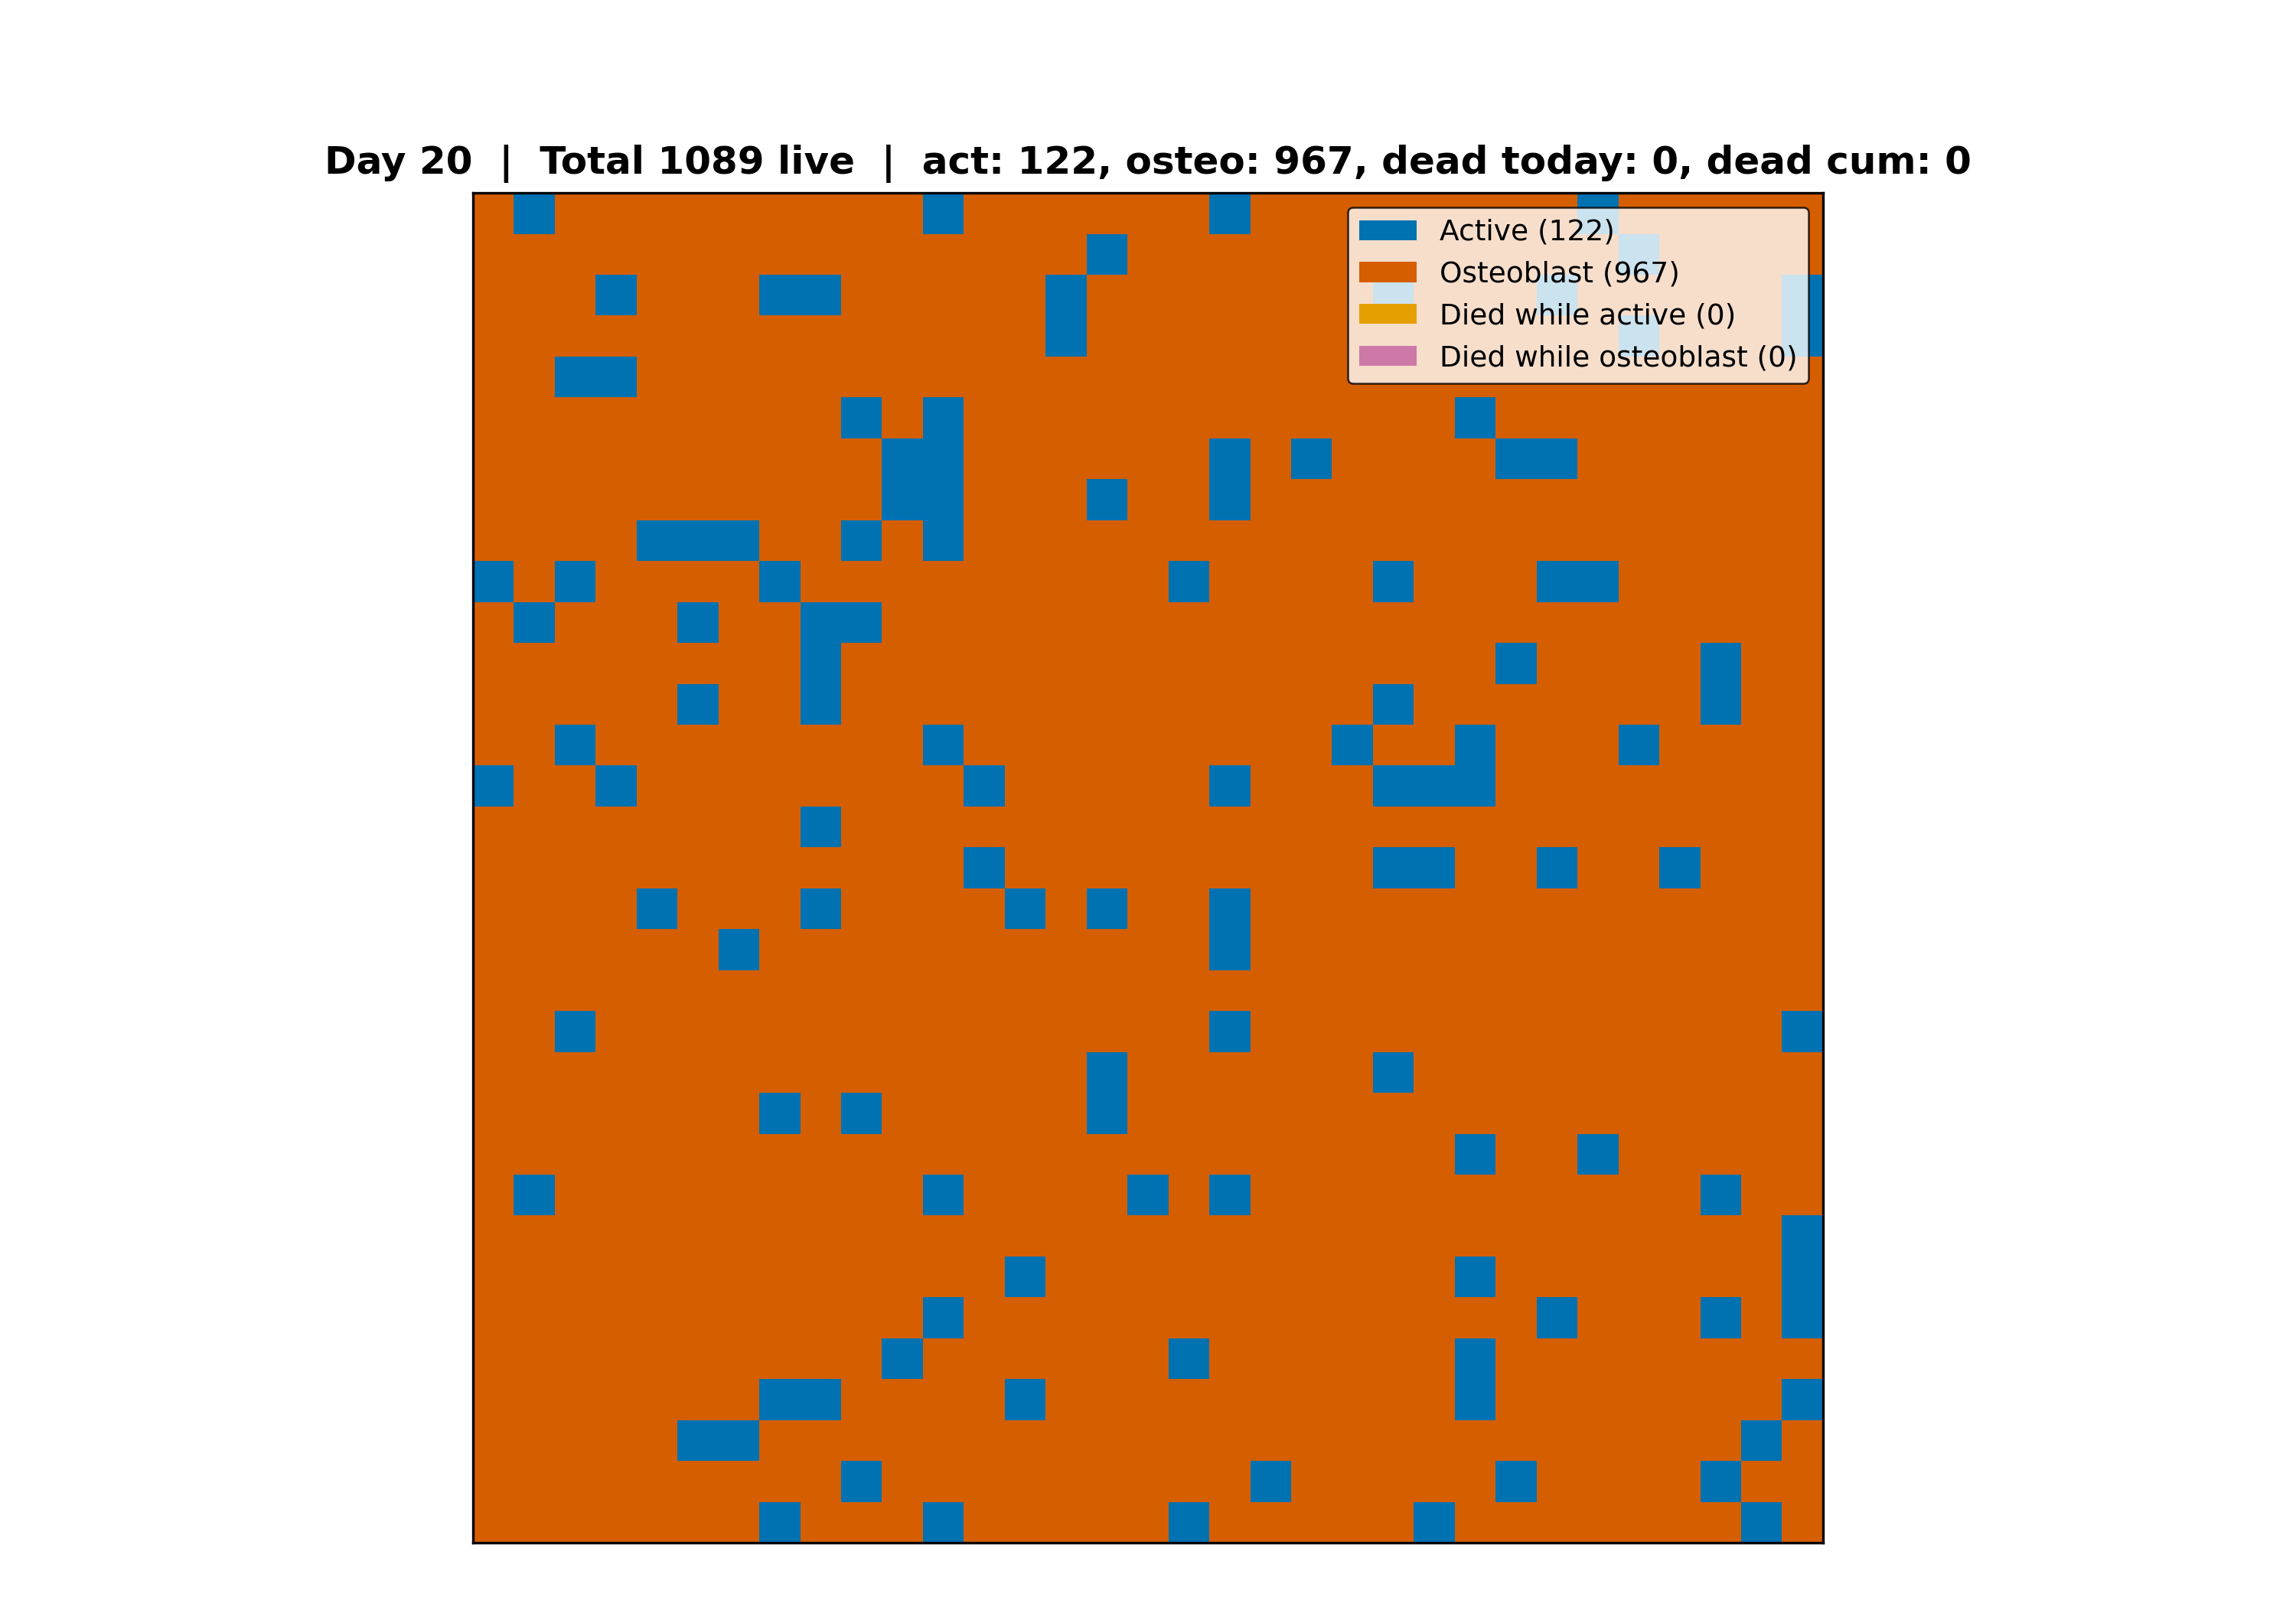 Day 20 | Total 1089 live | act: 122, osteo: 967, dead today: 0, dead cum: 0
Active (122)
Osteoblast (967)
Died while active (0)
Died while osteoblast (0)